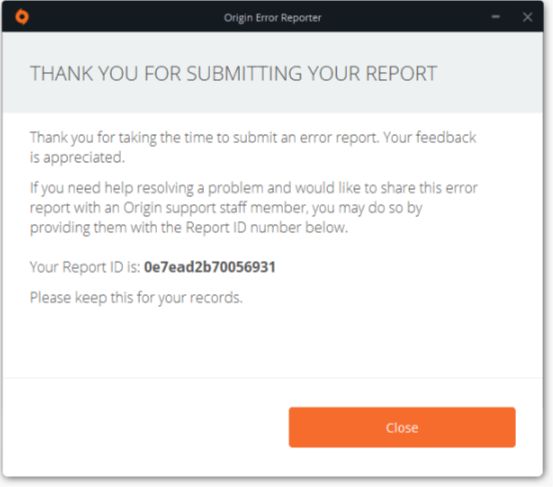 Origin Error Reporter
THANK YOU FOR SUBMITTING YOUR REPORT
Thank you for taking the time to submit an error report. Your feedback
is appreciated.
If you need help resolving a problem and would like to share this error
report with an Origin support staff member, you may do so by
providing them with the Report ID number below.
Your Report ID is: 0e7ead2b70056931
Please keep this for your records.
Close